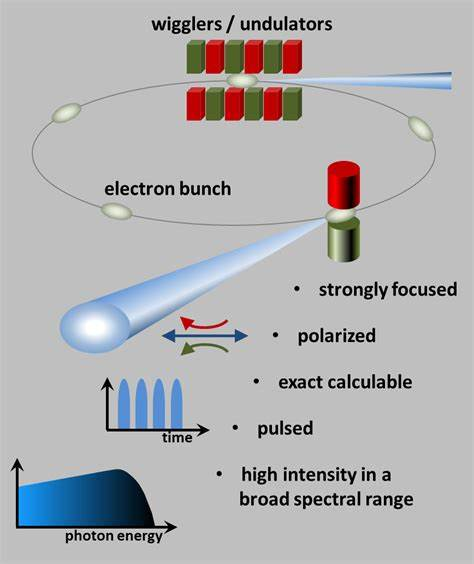 wigglers / undulators
electron bunch
• strongly focused
• polarized
• exact calculable
time
• pulsed
• high intensity in a
broad spectral range
photon energy